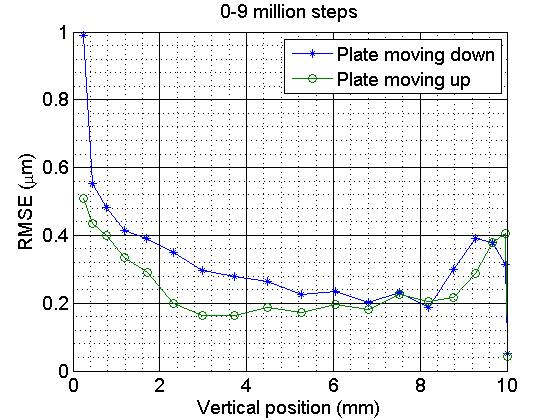 0-9 million steps
Plate moving down
Plate moving up
RMSE (μm)
1
0.8
0.6
0.4
0.2
0
0 2 4 6 8 10
Vertical position (mm)